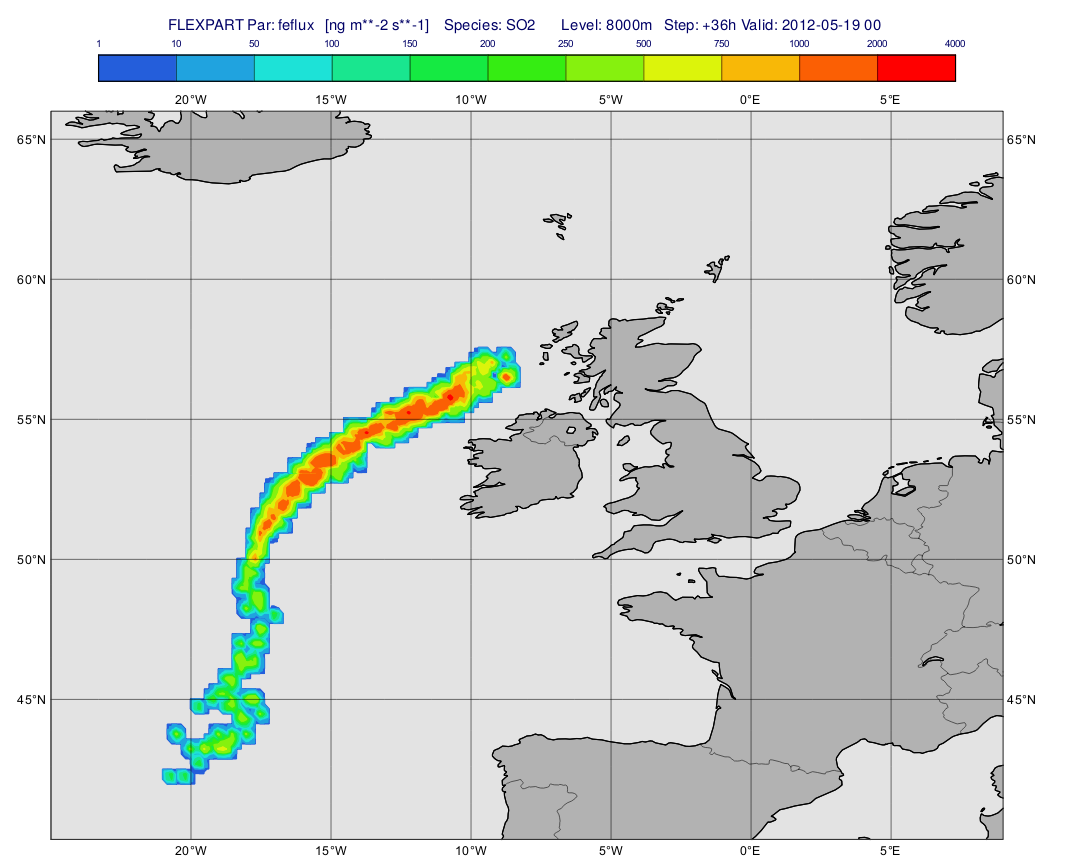 FLEXPART Par: feflux [ng m**-2 s**-1] Species: SO2 Level: 8000m Step: +36h Valid: 2012-05-19 00
1 10 50 100 150 200 250 500 750 1000 2000 4000
20°W 15°W 10°W 5°W 0°E 5°E
65°N 65°N
60°N 60°N
55°N 55°N
50°N 50°N
45°N 45°N
20°W 15°W 10°W 5°W 0°E 5°E